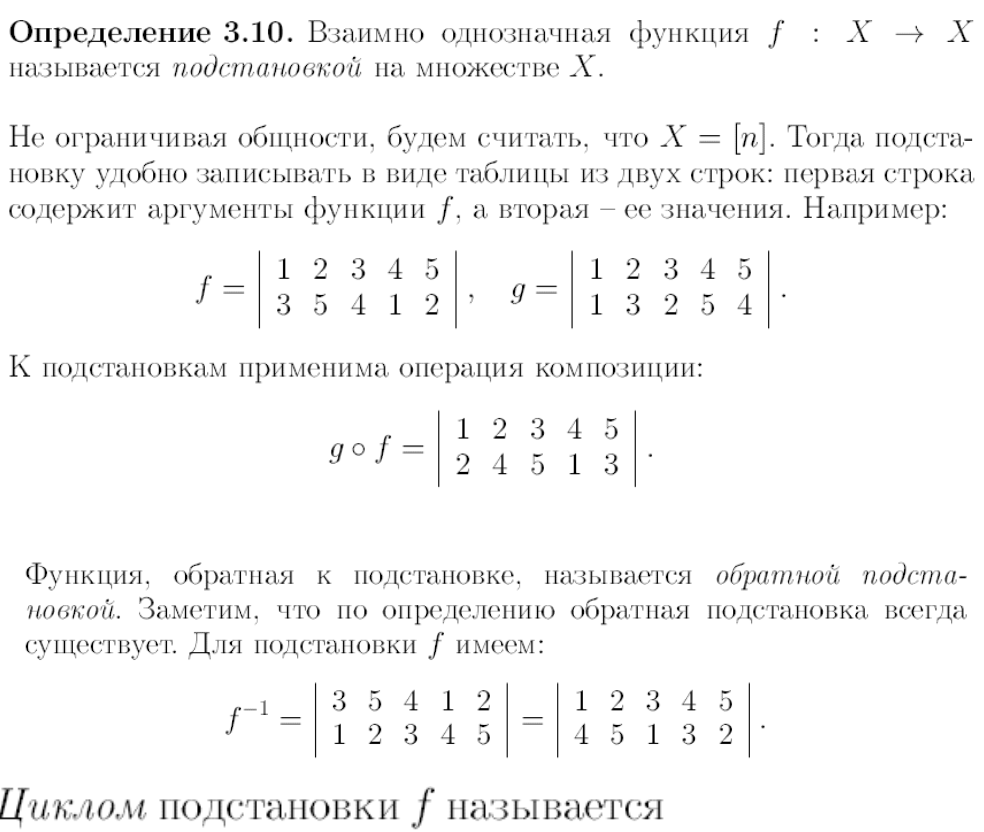 Определение 3.10. Взаимно однозначная функция f : X → X
называется подстановкой на множестве X.
Не ограничивая общности, будем считать, что X = [n]. Тогда подста-
новку удобно записывать в виде таблицы из двух строк: первая строка
содержит аргументы функции f, а вторая – ее значения. Например:
f = | 1 2 3 4 5 | , g = | 1 2 3 4 5 | .
| 3 5 4 1 2 | | 1 3 2 5 4 |
К подстановкам применима операция композиции:
g ∘ f = | 1 2 3 4 5 | .
| 2 4 5 1 3 |
Функция, обратная к подстановке, называется обратной подста-
новкой. Заметим, что по определению обратная подстановка всегда
существует. Для подстановки f имеем:
f⁻¹ = | 3 5 4 1 2 | = | 1 2 3 4 5 | .
| 1 2 3 4 5 | | 4 5 1 3 2 |
Циклом подстановки f называется